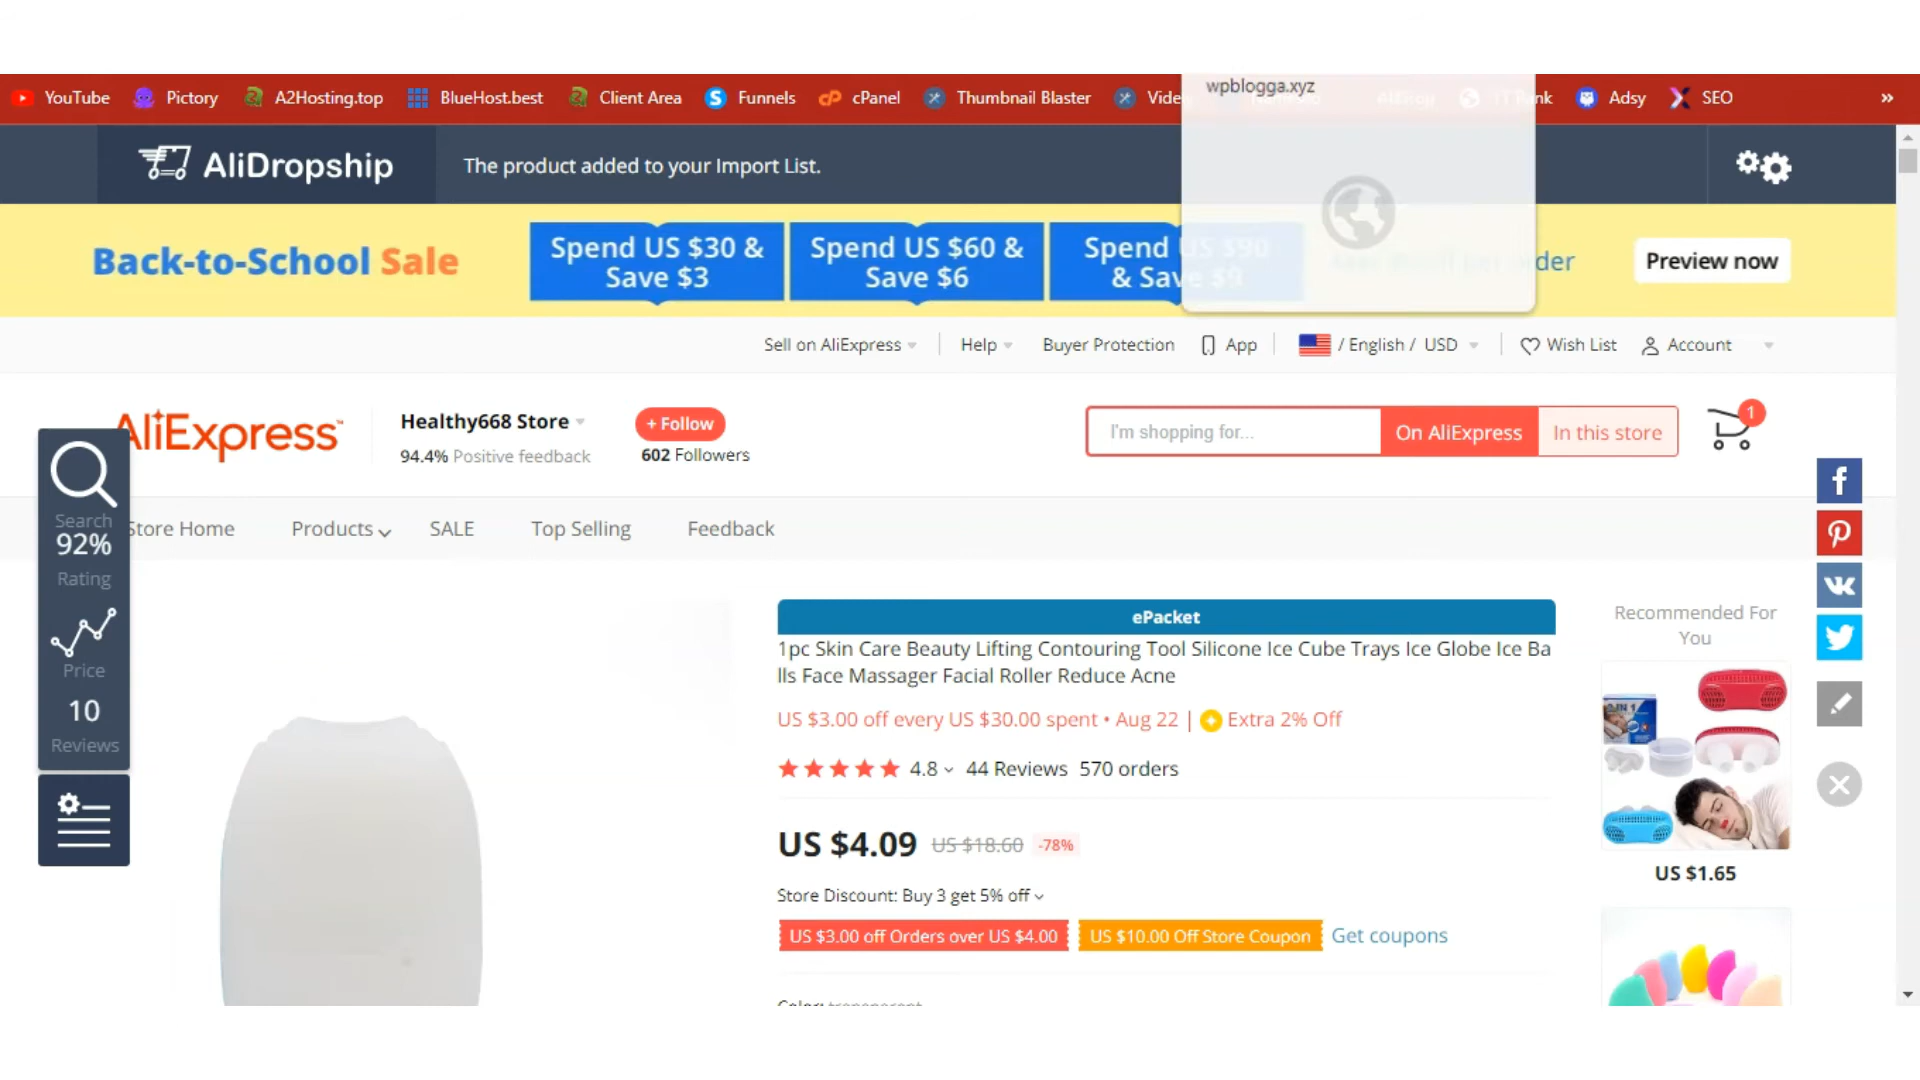 YouTube Pictory A2Hosting.top BlueHost.best Client Area Funnels cPanel Thumbnail Blaster Vide nk Adsy SEO »
wpblogga.xyz
AliDropship The product added to your Import List.
Back-to-School Sale
Spend US $30 &
Save $3
Spend US $60 &
Save $6
Spend US $90
& Save $9
der
Preview now
Sell on AliExpress Help Buyer Protection App / English / USD Wish List Account
AliExpress™
Healthy668 Store
94.4% Positive feedback
+ Follow
602 Followers
I'm shopping for... On AliExpress In this store
1
Search
92%
Rating
Price
10
Reviews
Store Home Products SALE Top Selling Feedback
ePacket
1pc Skin Care Beauty Lifting Contouring Tool Silicone Ice Cube Trays Ice Globe Ice Ba
lls Face Massager Facial Roller Reduce Acne
US $3.00 off every US $30.00 spent • Aug 22 | Extra 2% Off
4.8 44 Reviews 570 orders
US $4.09 US $18.60 -78%
Store Discount: Buy 3 get 5% off
US $3.00 off Orders over US $4.00 US $10.00 Off Store Coupon Get coupons
Color: transparent
Recommended For
You
US $1.65